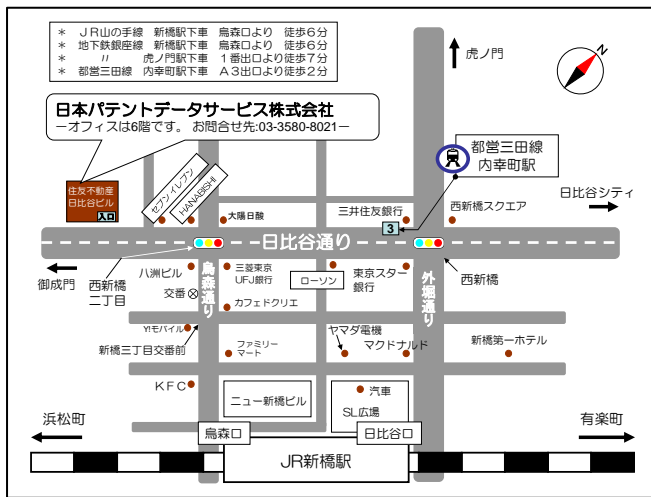 * JR山の手線 新橋駅下車 烏森口より 徒歩6分
* 地下鉄銀座線 新橋駅下車 烏森口より 徒歩6分
* 〃 虎ノ門駅下車 1番出口より徒歩7分
* 都営三田線 内幸町駅下車 A3出口より徒歩2分
虎ノ門
N
日本パテントデータサービス株式会社
−オフィスは6階です。 お問合せ先:03-3580-8021−
都営三田線
内幸町駅
住友不動産
日比谷ビル
入口
セブンイレブン
HANABISHI
大陽日酸
三井住友銀行
3
西新橋スクエア
日比谷シティ
日比谷通り
御成門
西新橋
二丁目
八洲ビル
交番
烏森通り
三菱東京
UFJ銀行
カフェドクリエ
ローソン
東京スター
銀行
外堀通り
西新橋
Y!モバイル
新橋三丁目交番前
ファミリー
マート
ヤマダ電機
マクドナルド
新橋第一ホテル
KFC
ニュー新橋ビル
汽車
SL広場
浜松町
烏森口
日比谷口
有楽町
JR新橋駅